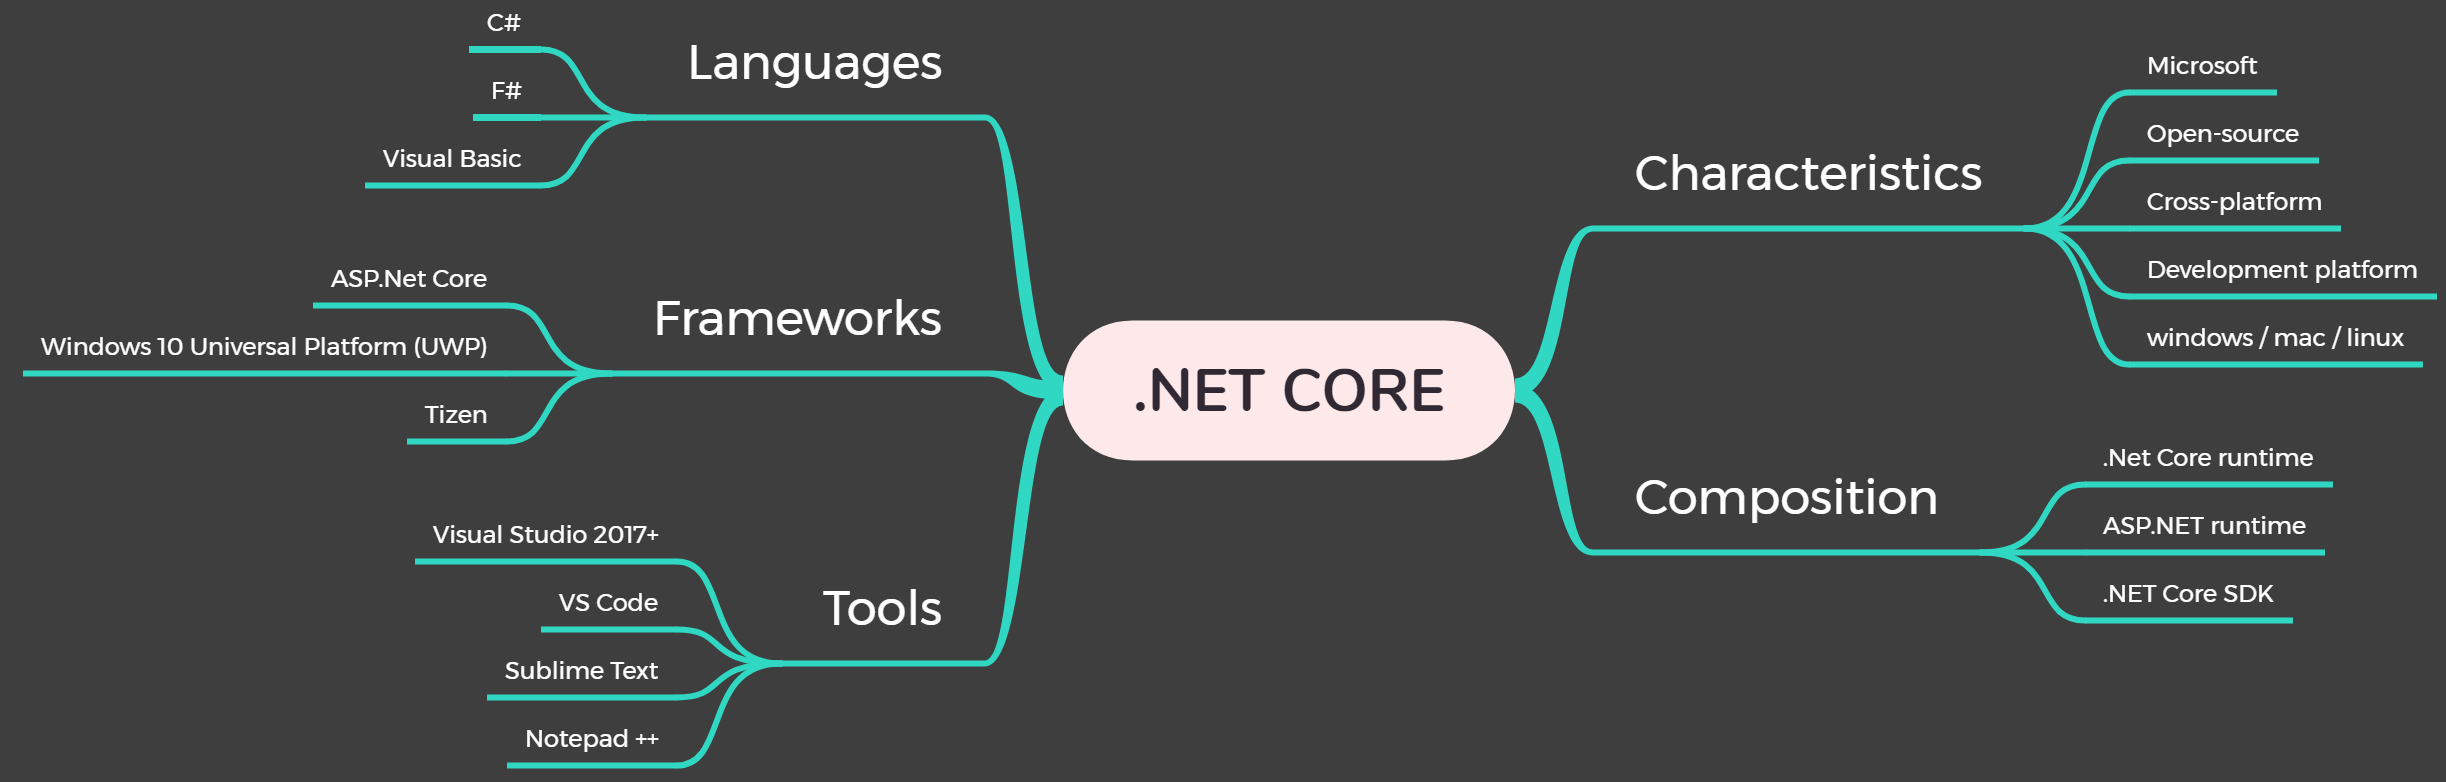 .NET CORE
Languages
C#
F#
Visual Basic
Frameworks
ASP.Net Core
Windows 10 Universal Platform (UWP)
Tizen
Tools
Visual Studio 2017+
VS Code
Sublime Text
Notepad ++
Characteristics
Microsoft
Open-source
Cross-platform
Development platform
windows / mac / linux
Composition
.Net Core runtime
ASP.NET runtime
.NET Core SDK